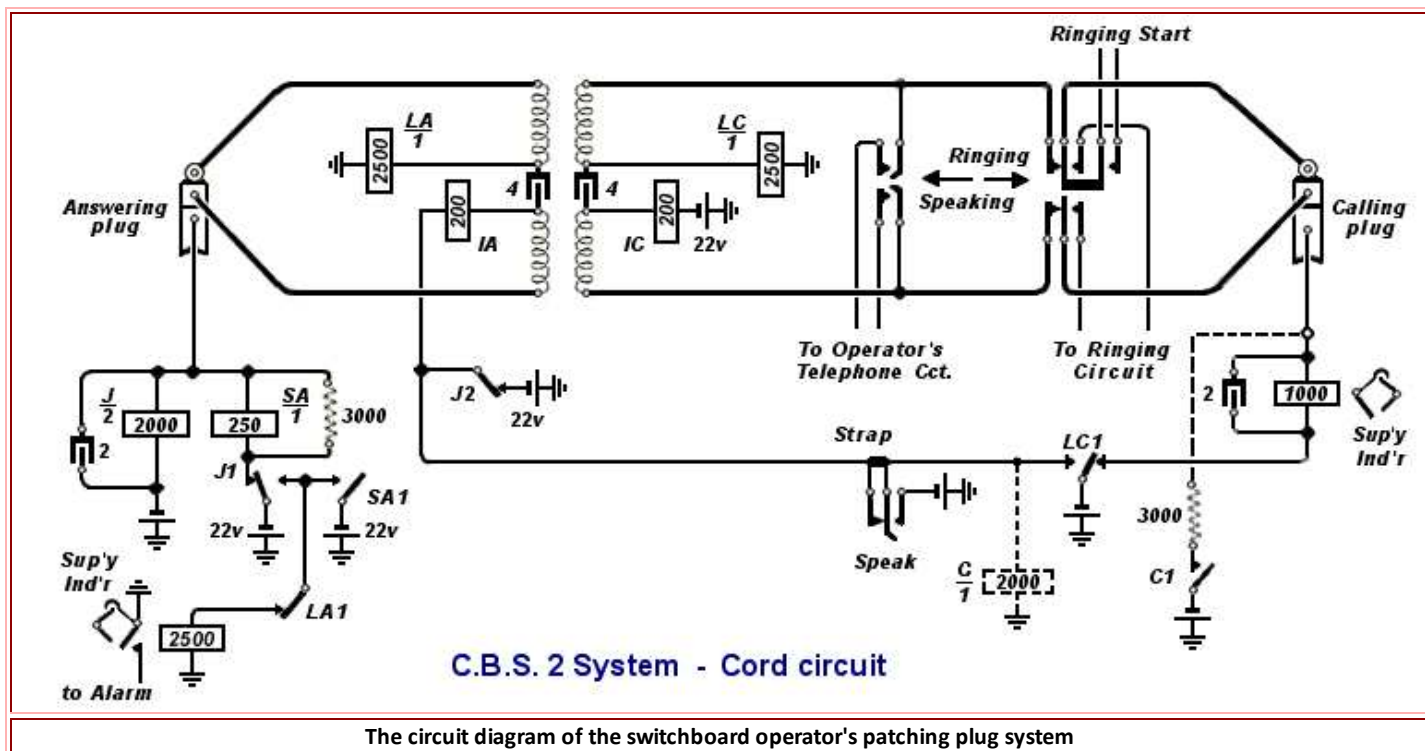 Ringing Start
LA
1
2500
LC
1
2500
Ringing
Speaking
4
4
200
IA
200
IC
22v
Answering
plug
Calling
plug
To Operator's
Telephone Cct.
To Ringing
Circuit
J
2
2000
SA
1
250
3000
2
J1
SA1
22v
22v
J2
22v
Strap
Speak
LC1
2
1000
Sup'y
Ind'r
3000
C
1
2000
C1
Sup'y
Ind'r
2500
LA1
to Alarm
C.B.S. 2 System - Cord circuit
The circuit diagram of the switchboard operator's patching plug system